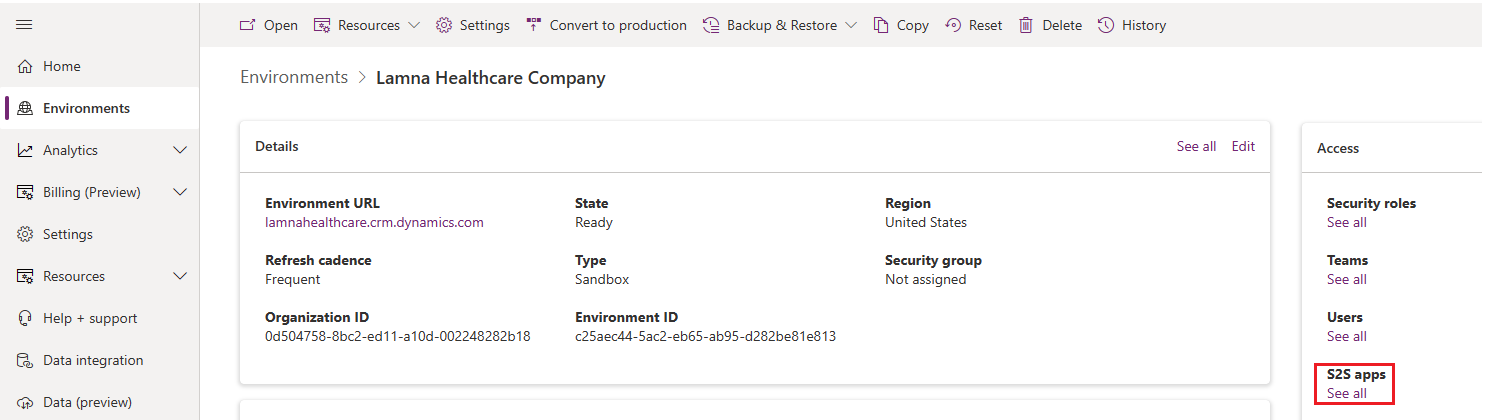 Open Resources Settings Convert to production Backup & Restore Copy Reset Delete History
Home
Environments
Analytics
Billing (Preview)
Settings
Resources
Help + support
Data integration
Data (preview)
Environments > Lamna Healthcare Company
Details See all Edit
Environment URL State Region
lamnahealthcare.crm.dynamics.com Ready United States
Refresh cadence Type Security group
Frequent Sandbox Not assigned
Organization ID Environment ID
0d504758-8bc2-ed11-a10d-002248282b18 c25aec44-5ac2-eb65-ab95-d282be81e813
Access
Security roles
See all
Teams
See all
Users
See all
S2S apps
See all